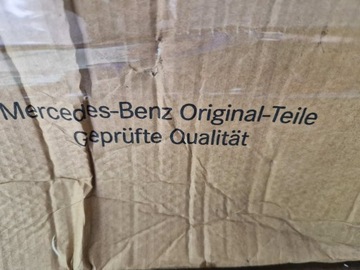 Mercedes-Benz Original-Teile
Geprüfte Qualität